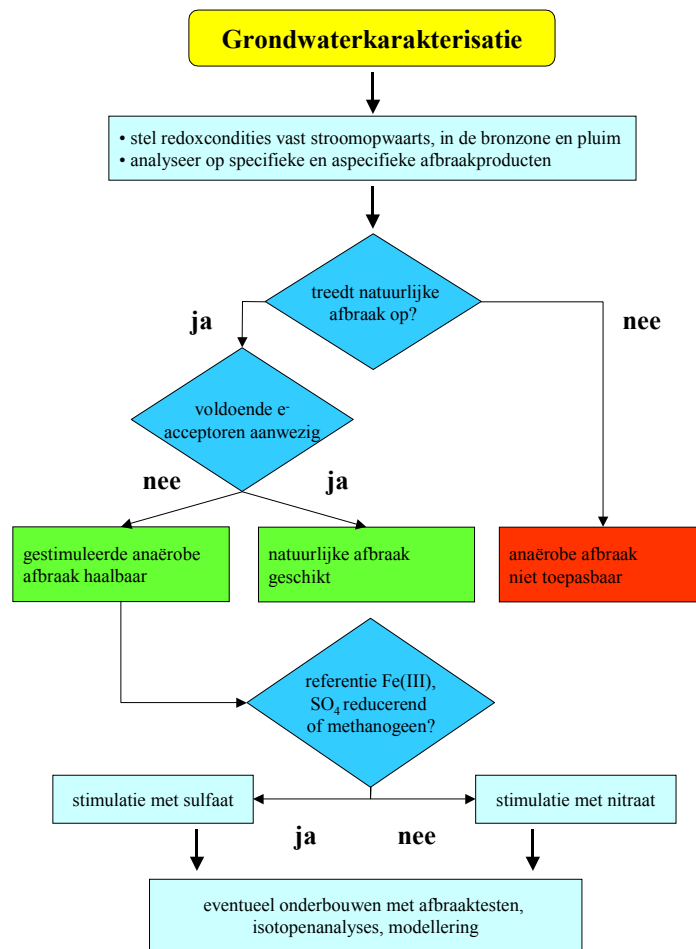 Grondwaterkarakterisatie
• stel redoxcondities vast stroomopwaarts, in de bronzone en pluim
• analyseer op specifieke en aspecifieke afbraakproducten
treedt natuurlijke
afbraak op?
ja
nee
voldoende e-
acceptoren aanwezig
nee
ja
gestimuleerde anaërobe
afbraak haalbaar
natuurlijke afbraak
geschikt
anaërobe afbraak
niet toepasbaar
referentie Fe(III),
SO4 reducerend
of methanogeen?
stimulatie met sulfaat
stimulatie met nitraat
ja
nee
eventueel onderbouwen met afbraaktesten,
isotopenanalyses, modellering